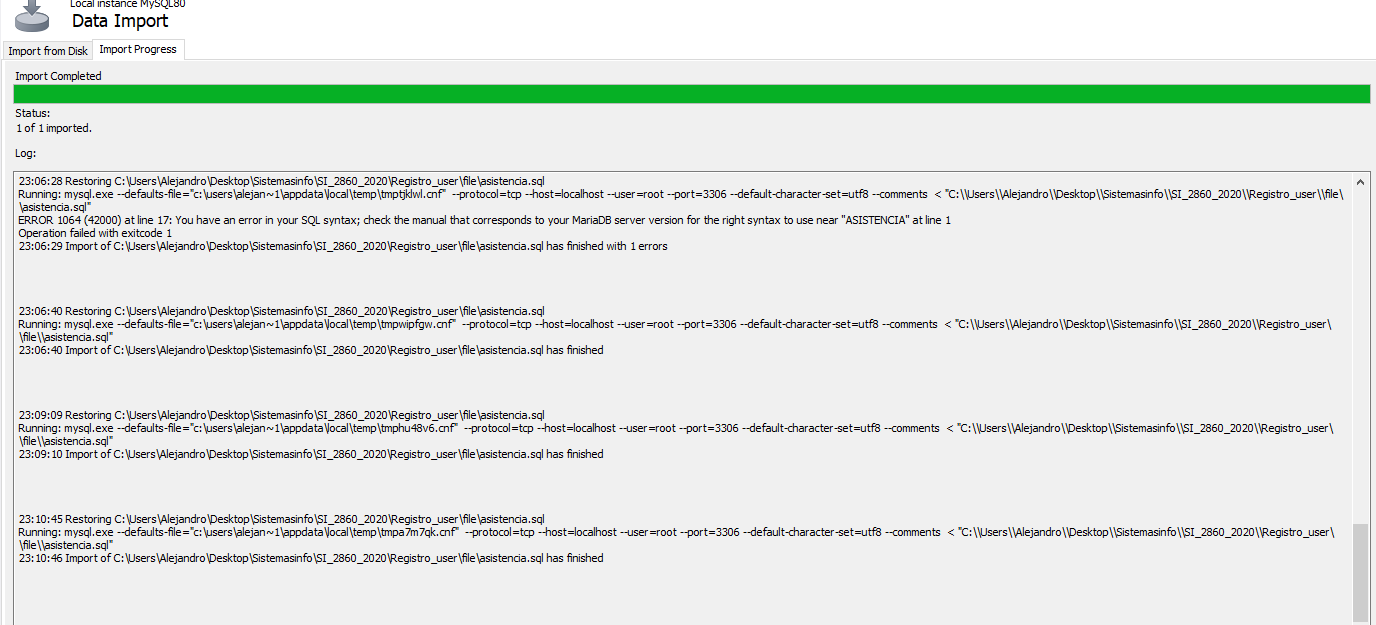 Local instance MySQL80
Data Import
Import from Disk
Import Progress
Import Completed
Status:
1 of 1 imported.
Log:
23:06:28 Restoring C:\Users\Alejandro\Desktop\Sistemasinfo\SI_2860_2020\Registro_user\file\asistencia.sql
Running: mysql.exe --defaults-file="c:\users\alejan~1\appdata\local\temp\tmptjklwl.cnf"  --protocol=tcp --host=localhost --user=root --port=3306 --default-character-set=utf8 --comments  < "C:\\Users\\Alejandro\\Desktop\\Sistemasinfo\\SI_2860_2020\\Registro_user\\file\
\asistencia.sql"
ERROR 1064 (42000) at line 17: You have an error in your SQL syntax; check the manual that corresponds to your MariaDB server version for the right syntax to use near "ASISTENCIA" at line 1
Operation failed with exitcode 1
23:06:29 Import of C:\Users\Alejandro\Desktop\Sistemasinfo\SI_2860_2020\Registro_user\file\asistencia.sql has finished with 1 errors
23:06:40 Restoring C:\Users\Alejandro\Desktop\Sistemasinfo\SI_2860_2020\Registro_user\file\asistencia.sql
Running: mysql.exe --defaults-file="c:\users\alejan~1\appdata\local\temp\tmpwipfgw.cnf"  --protocol=tcp --host=localhost --user=root --port=3306 --default-character-set=utf8 --comments  < "C:\\Users\\Alejandro\\Desktop\\Sistemasinfo\\SI_2860_2020\\Registro_user\
\file\\asistencia.sql"
23:06:40 Import of C:\Users\Alejandro\Desktop\Sistemasinfo\SI_2860_2020\Registro_user\file\asistencia.sql has finished
23:09:09 Restoring C:\Users\Alejandro\Desktop\Sistemasinfo\SI_2860_2020\Registro_user\file\asistencia.sql
Running: mysql.exe --defaults-file="c:\users\alejan~1\appdata\local\temp\tmphu48v6.cnf"  --protocol=tcp --host=localhost --user=root --port=3306 --default-character-set=utf8 --comments  < "C:\\Users\\Alejandro\\Desktop\\Sistemasinfo\\SI_2860_2020\\Registro_user\
\file\\asistencia.sql"
23:09:10 Import of C:\Users\Alejandro\Desktop\Sistemasinfo\SI_2860_2020\Registro_user\file\asistencia.sql has finished
23:10:45 Restoring C:\Users\Alejandro\Desktop\Sistemasinfo\SI_2860_2020\Registro_user\file\asistencia.sql
Running: mysql.exe --defaults-file="c:\users\alejan~1\appdata\local\temp\tmpa7m7qk.cnf"  --protocol=tcp --host=localhost --user=root --port=3306 --default-character-set=utf8 --comments  < "C:\\Users\\Alejandro\\Desktop\\Sistemasinfo\\SI_2860_2020\\Registro_user\
\file\\asistencia.sql"
23:10:46 Import of C:\Users\Alejandro\Desktop\Sistemasinfo\SI_2860_2020\Registro_user\file\asistencia.sql has finished